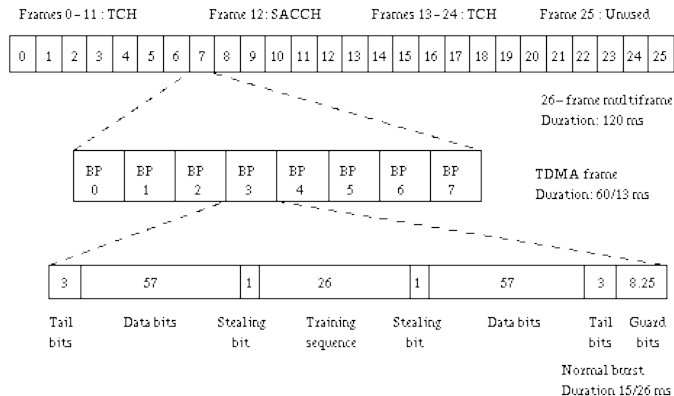 Frames 0-11 : TCH Frame 12: SACCH Frames 13-24 : TCH Frame 25 : Unused
0 1 2 3 4 5 6 7 8 9 10 11 12 13 14 15 16 17 18 19 20 21 22 23 24 25
26-frame multiframe
Duration: 120 ms
BP BP BP BP BP BP BP BP
0 1 2 3 4 5 6 7
TDMA frame
Duration: 60/13 ms
3 57 1 26 1 57 3 8.25
Tail Data bits Stealing Training Stealing Data bits Tail Guard
bits bit sequence bit bits bits
Normal burst
Duration 15/26 ms